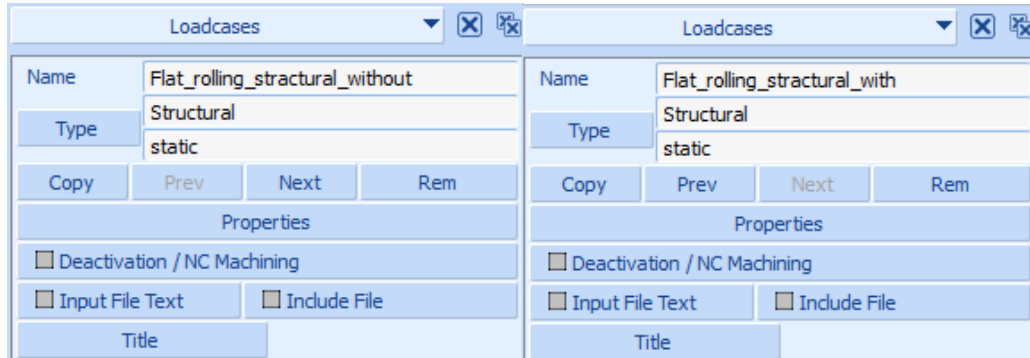 Loadcases
Name Flat_rolling_stractural_without
Type
Structural
static
Copy Prev Next Rem
Properties
Deactivation / NC Machining
Input File Text Include File
Title
Loadcases
Name Flat_rolling_stractural_with
Type
Structural
static
Copy Prev Next Rem
Properties
Deactivation / NC Machining
Input File Text Include File
Title